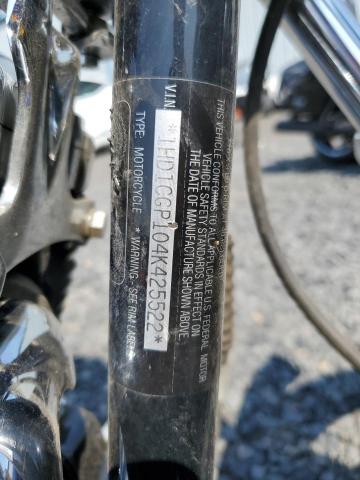 V.I.N.
*1HD1CGP104K425522*
TYPE: MOTORCYCLE * WARNING - SEE RIM LABEL
THIS VEHICLE CONFORMS TO ALL APPLICABLE U.S. FEDERAL MOTOR
VEHICLE SAFETY STANDARDS IN EFFECT ON
THE DATE OF MANUFACTURE SHOWN ABOVE.